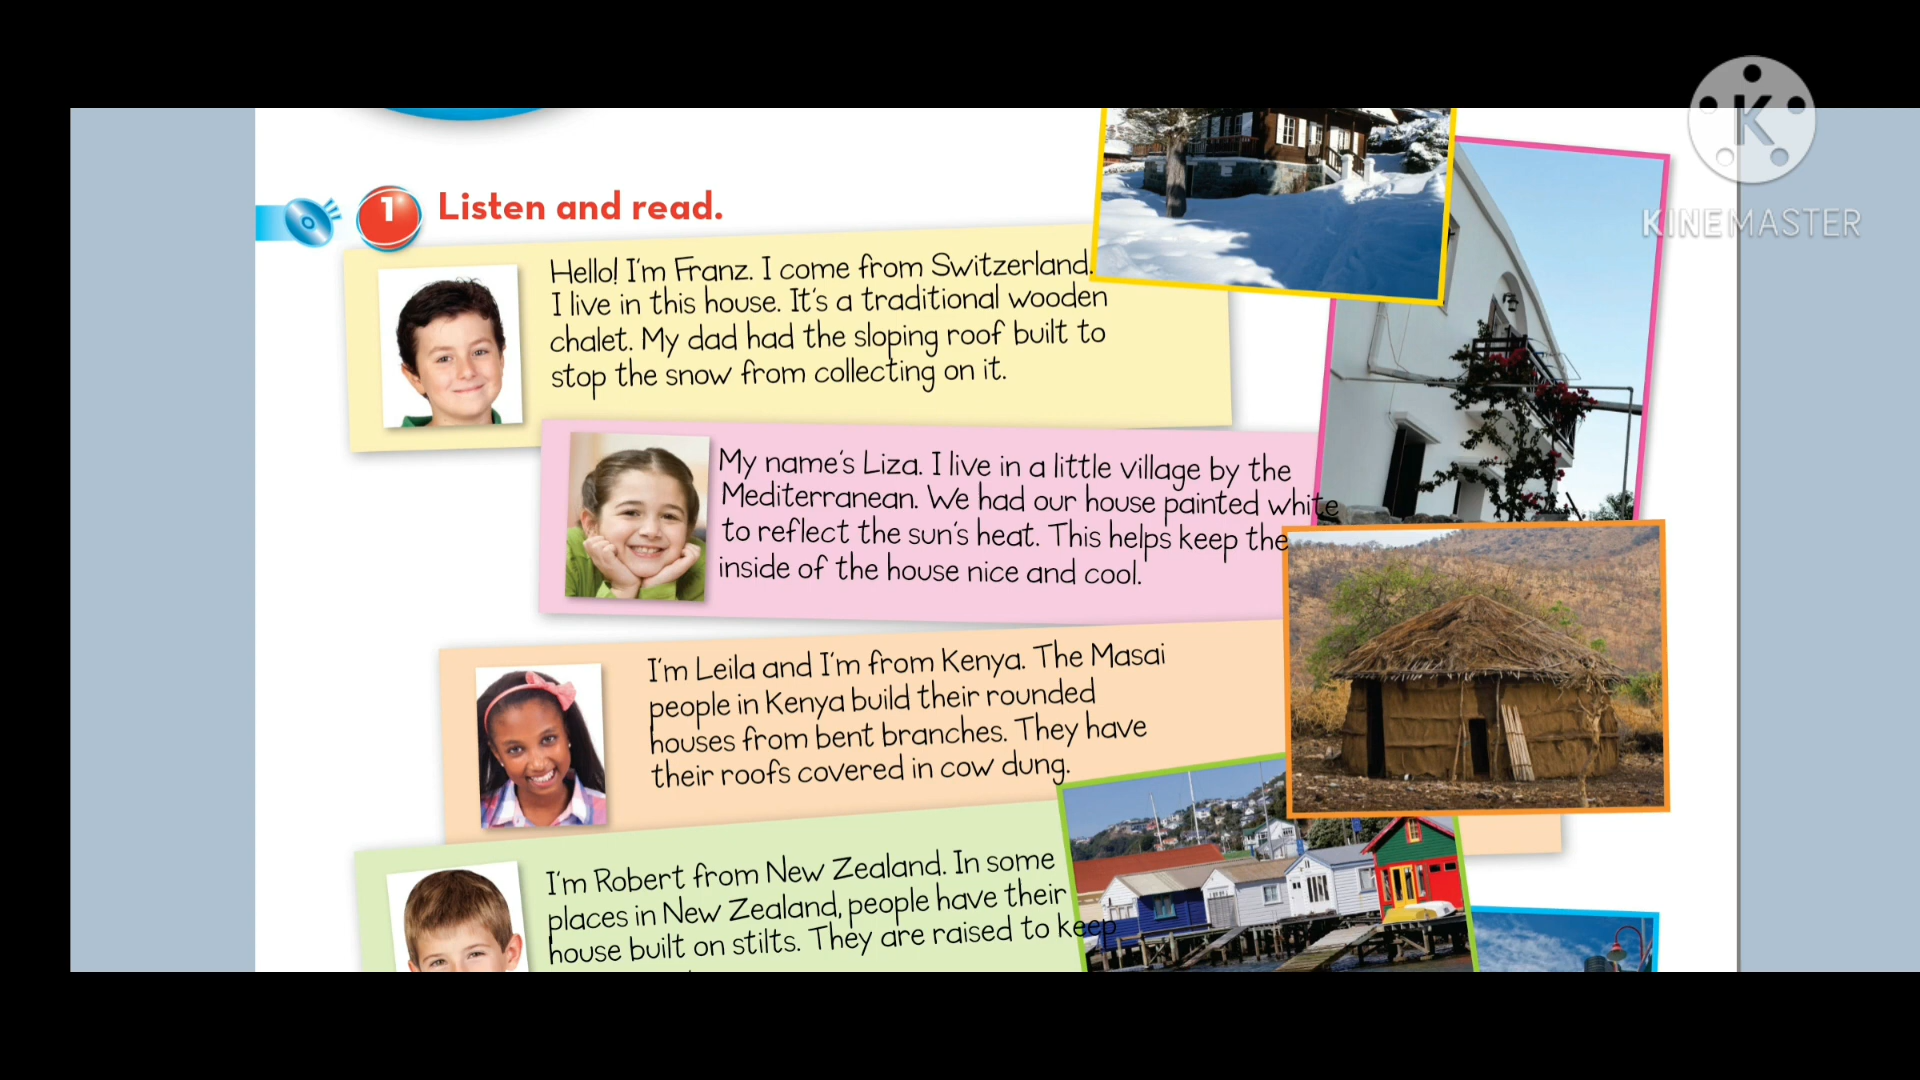 K
KINEMASTER
1
Listen and read.
Hello! I'm Franz. I come from Switzerland.
I live in this house. It's a traditional wooden
chalet. My dad had the sloping roof built to
stop the snow from collecting on it.
My name's Liza. I live in a little village by the
Mediterranean. We had our house painted white
to reflect the sun's heat. This helps keep the
inside of the house nice and cool.
I'm Leila and I'm from Kenya. The Masai
people in Kenya build their rounded
houses from bent branches. They have
their roofs covered in cow dung.
I'm Robert from New Zealand. In some
places in New Zealand, people have their
house built on stilts. They are raised to keep